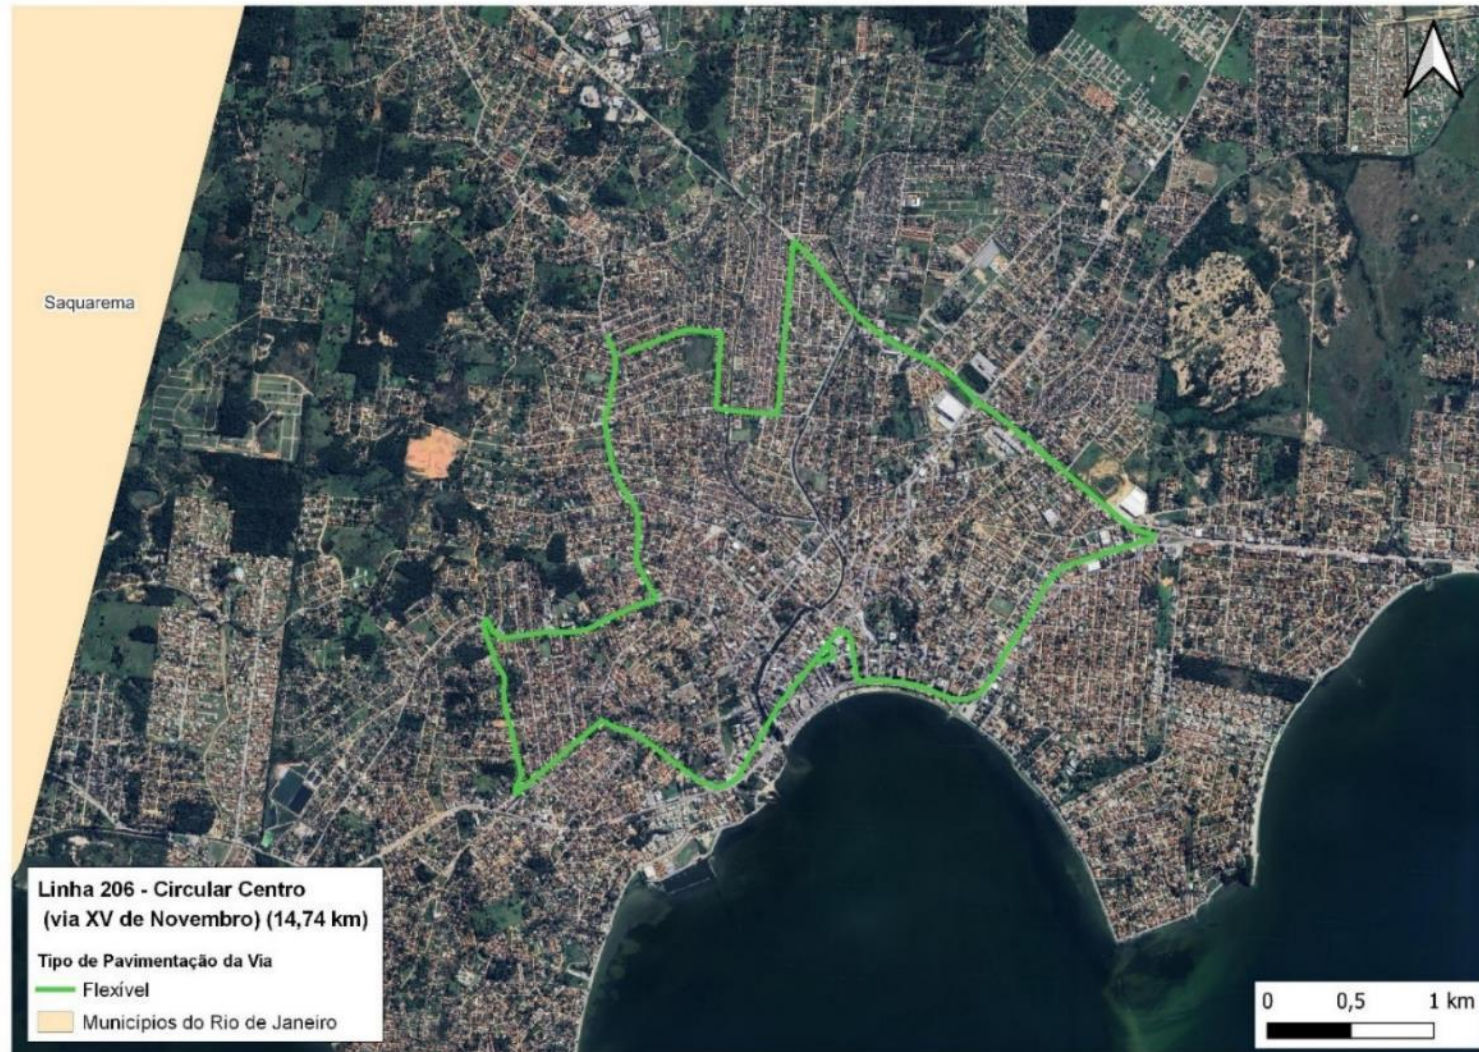 Saquarema
Linha 206 - Circular Centro
(via XV de Novembro) (14,74 km)
Tipo de Pavimentação da Via
Flexível
Municípios do Rio de Janeiro
0 0,5 1 km